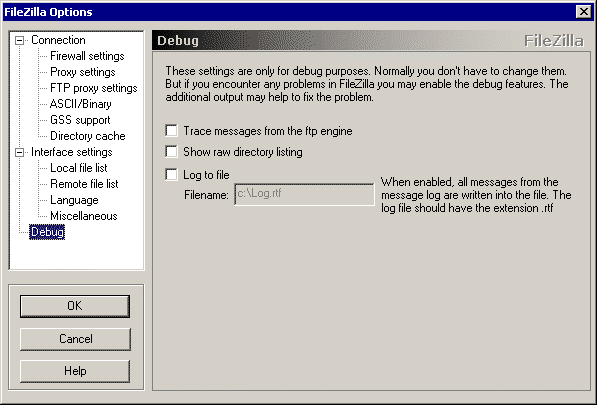 FileZilla Options
Connection
Firewall settings
Proxy settings
FTP proxy settings
ASCII/Binary
GSS support
Directory cache
Interface settings
Local file list
Remote file list
Language
Miscellaneous
Debug
OK
Cancel
Help
Debug
FileZilla
These settings are only for debug purposes. Normally you don't have to change them.
But if you encounter any problems in FileZilla you may enable the debug features. The
additional output may help to fix the problem.
Trace messages from the ftp engine
Show raw directory listing
Log to file
Filename: c:\Log.rtf
When enabled, all messages from the
message log are written into the file. The
log file should have the extension .rtf